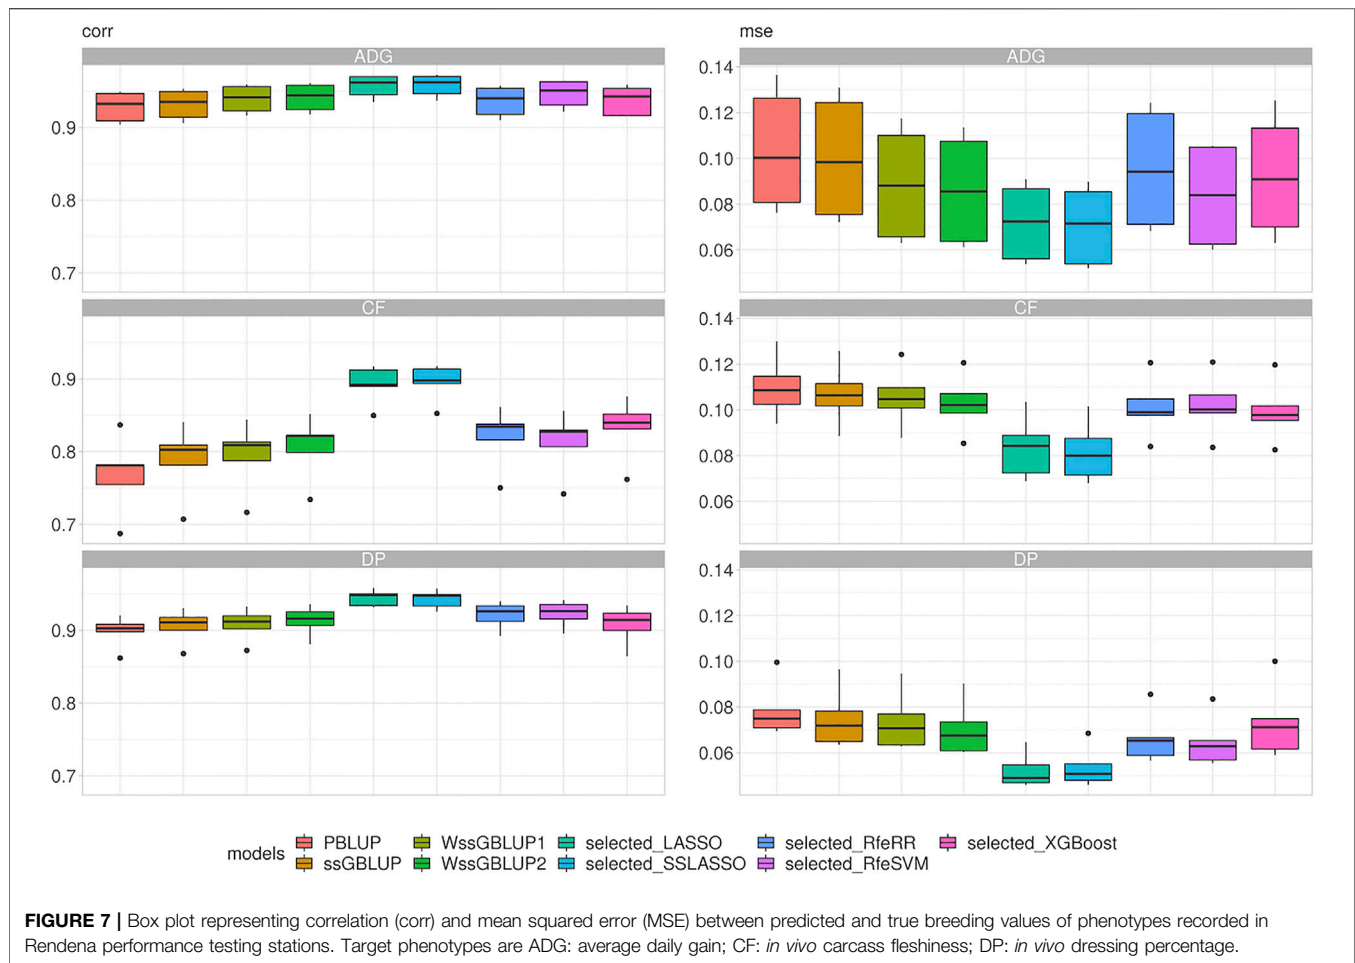 corr
ADG
0.9
0.8
0.7
CF
0.9
0.8
0.7
DP
0.9
0.8
0.7
mse
ADG
0.14
0.12
0.10
0.08
0.06
CF
0.14
0.12
0.10
0.08
0.06
DP
0.14
0.12
0.10
0.08
0.06
models
PBLUP WssGBLUP1 selected_LASSO selected_RfeRR selected_XGBoost
ssGBLUP WssGBLUP2 selected_SSLASSO selected_RfeSVM
FIGURE 7 | Box plot representing correlation (corr) and mean squared error (MSE) between predicted and true breeding values of phenotypes recorded in
Rendena performance testing stations. Target phenotypes are ADG: average daily gain; CF: in vivo carcass fleshiness; DP: in vivo dressing percentage.